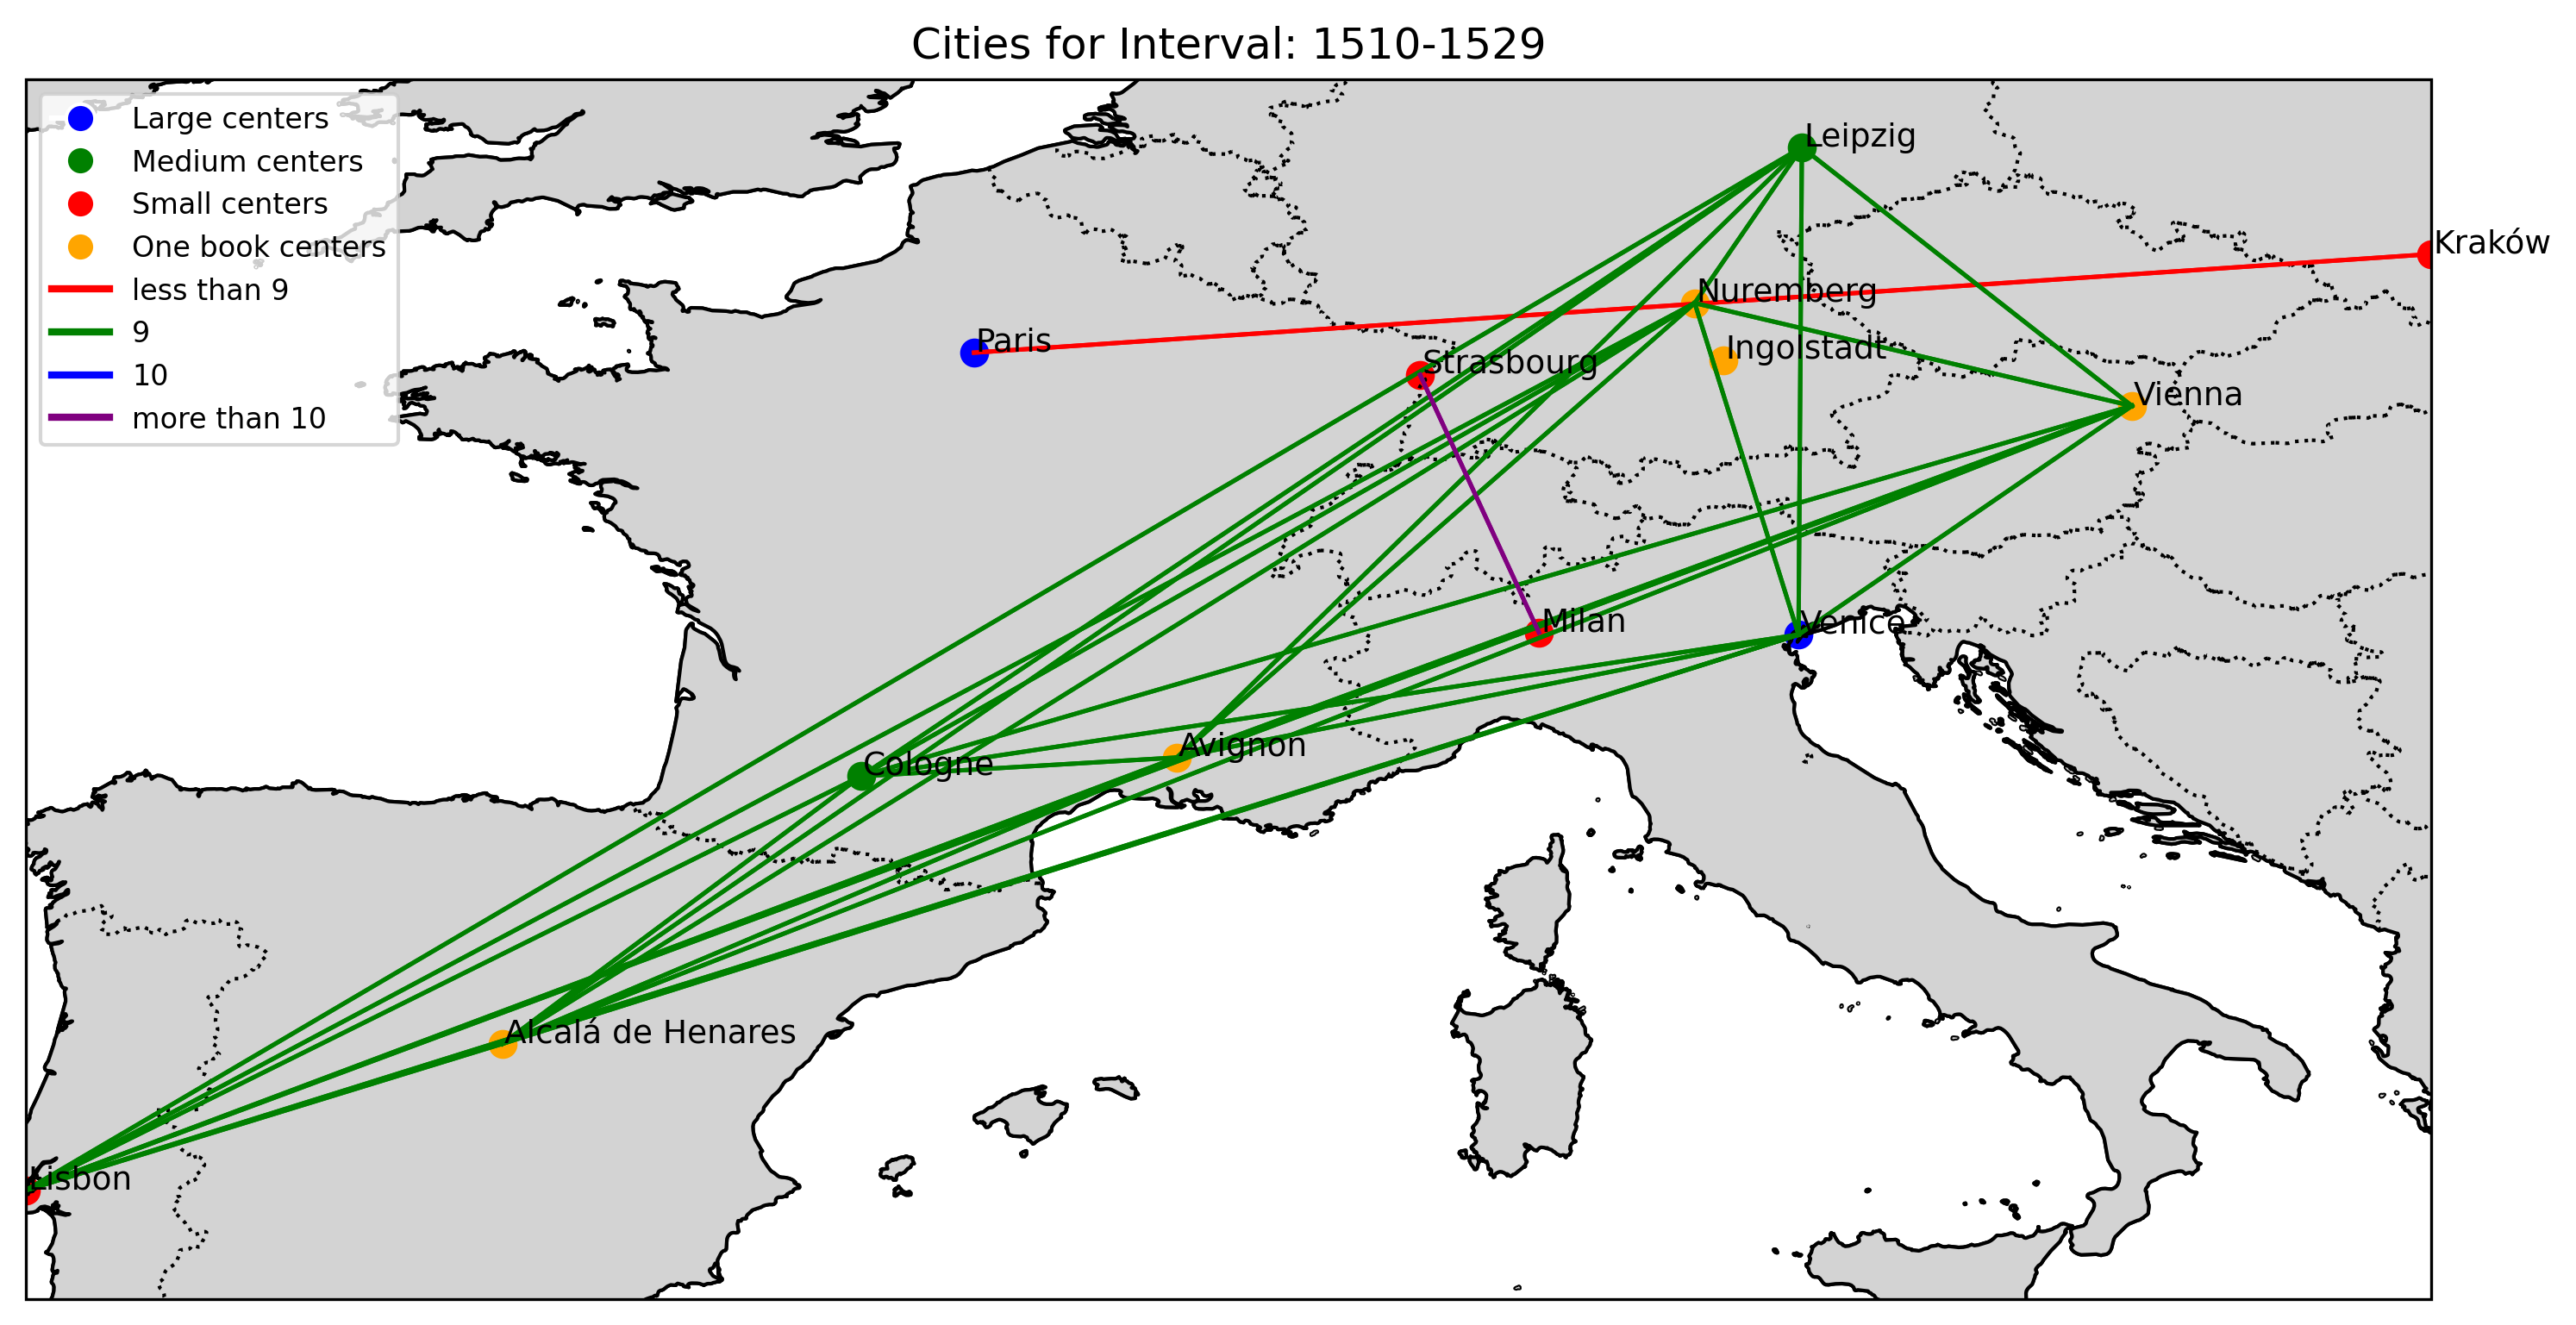 Cities for Interval: 1510-1529
Large centers
Medium centers
Small centers
One book centers
less than 9
9
10
more than 10
Leipzig
Kraków
Nuremberg
Paris
Ingolstadt
Strasbourg
Vienna
Milan
Venice
Avignon
Cologne
Alcalá de Henares
Lisbon